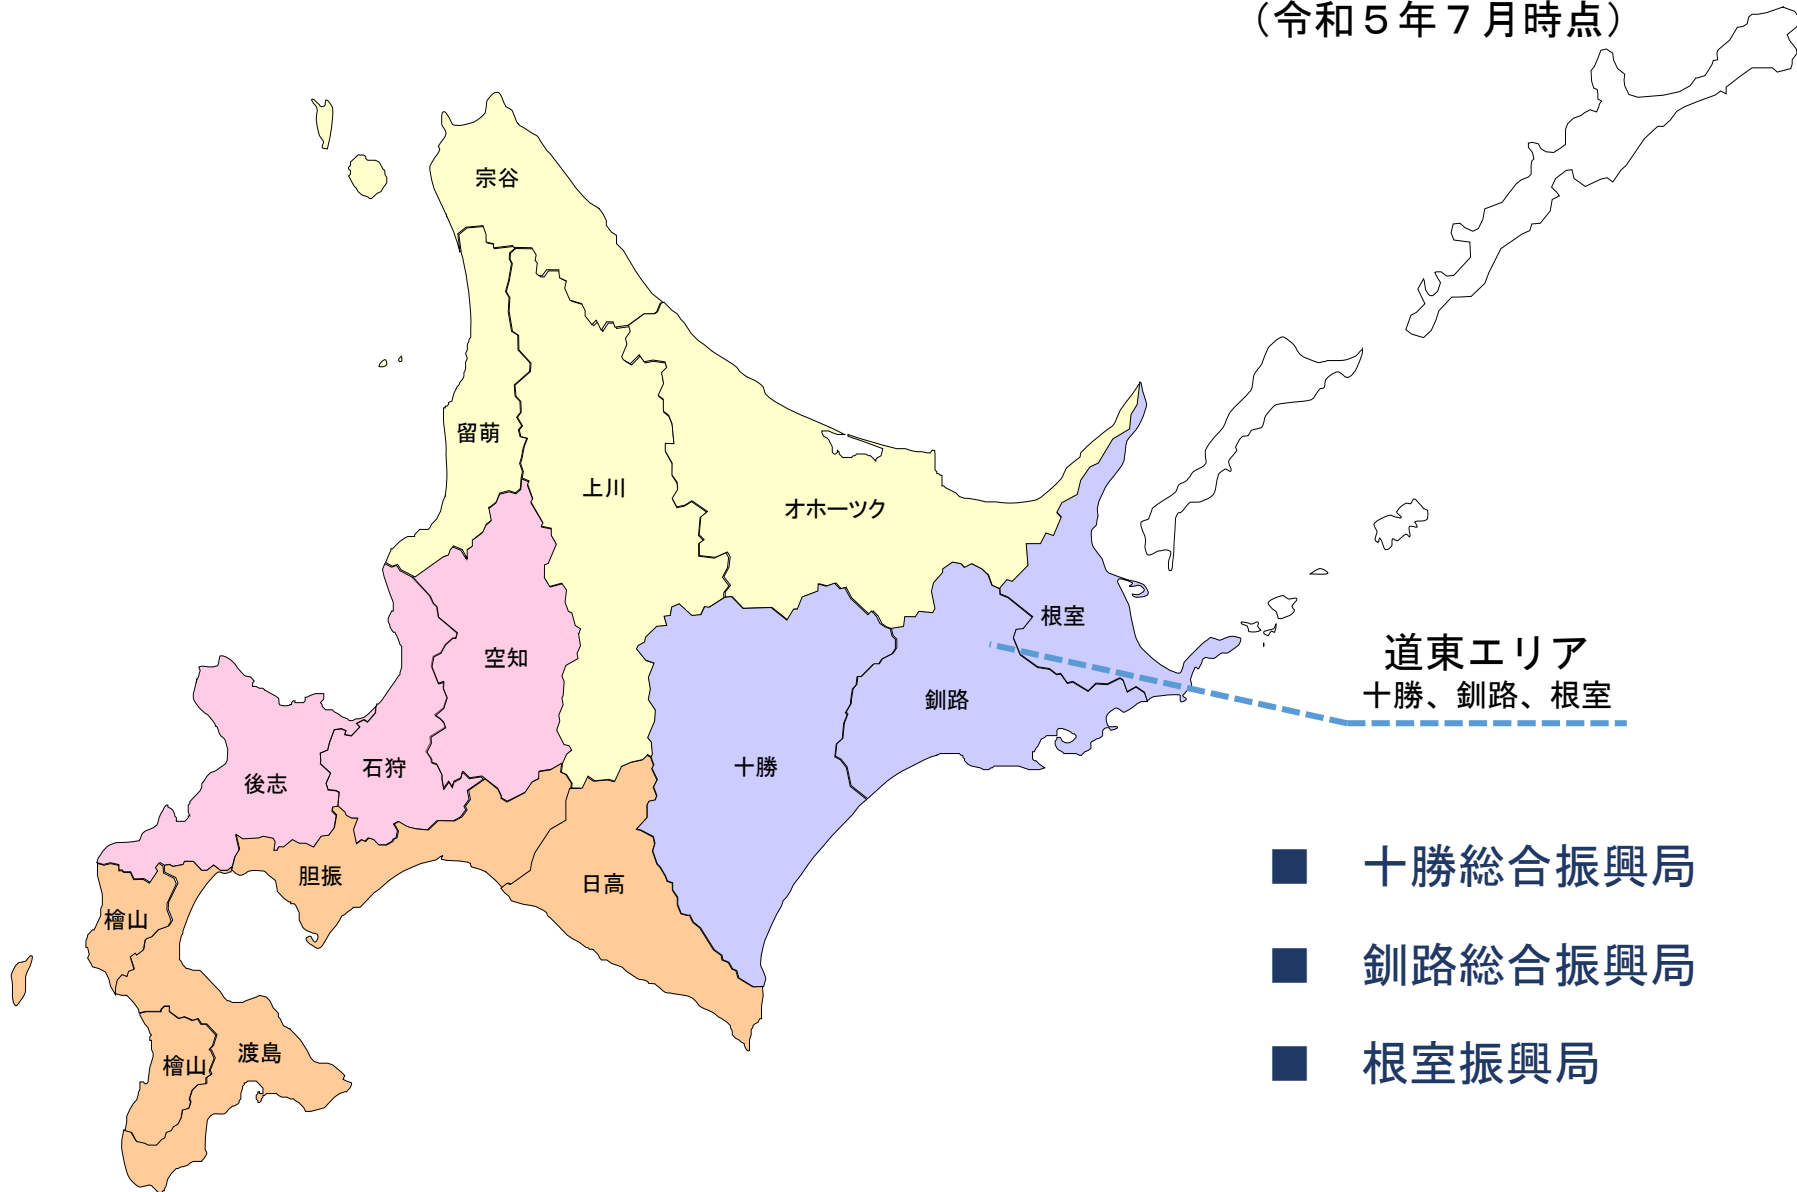 （令和５年７月時点）
宗谷
留萌
上川
オホーツク
根室
空知
釧路
道東エリア
十勝、釧路、根室
石狩
十勝
後志
胆振
日高
檜山
檜山
渡島
■ 十勝総合振興局
■ 釧路総合振興局
■ 根室振興局